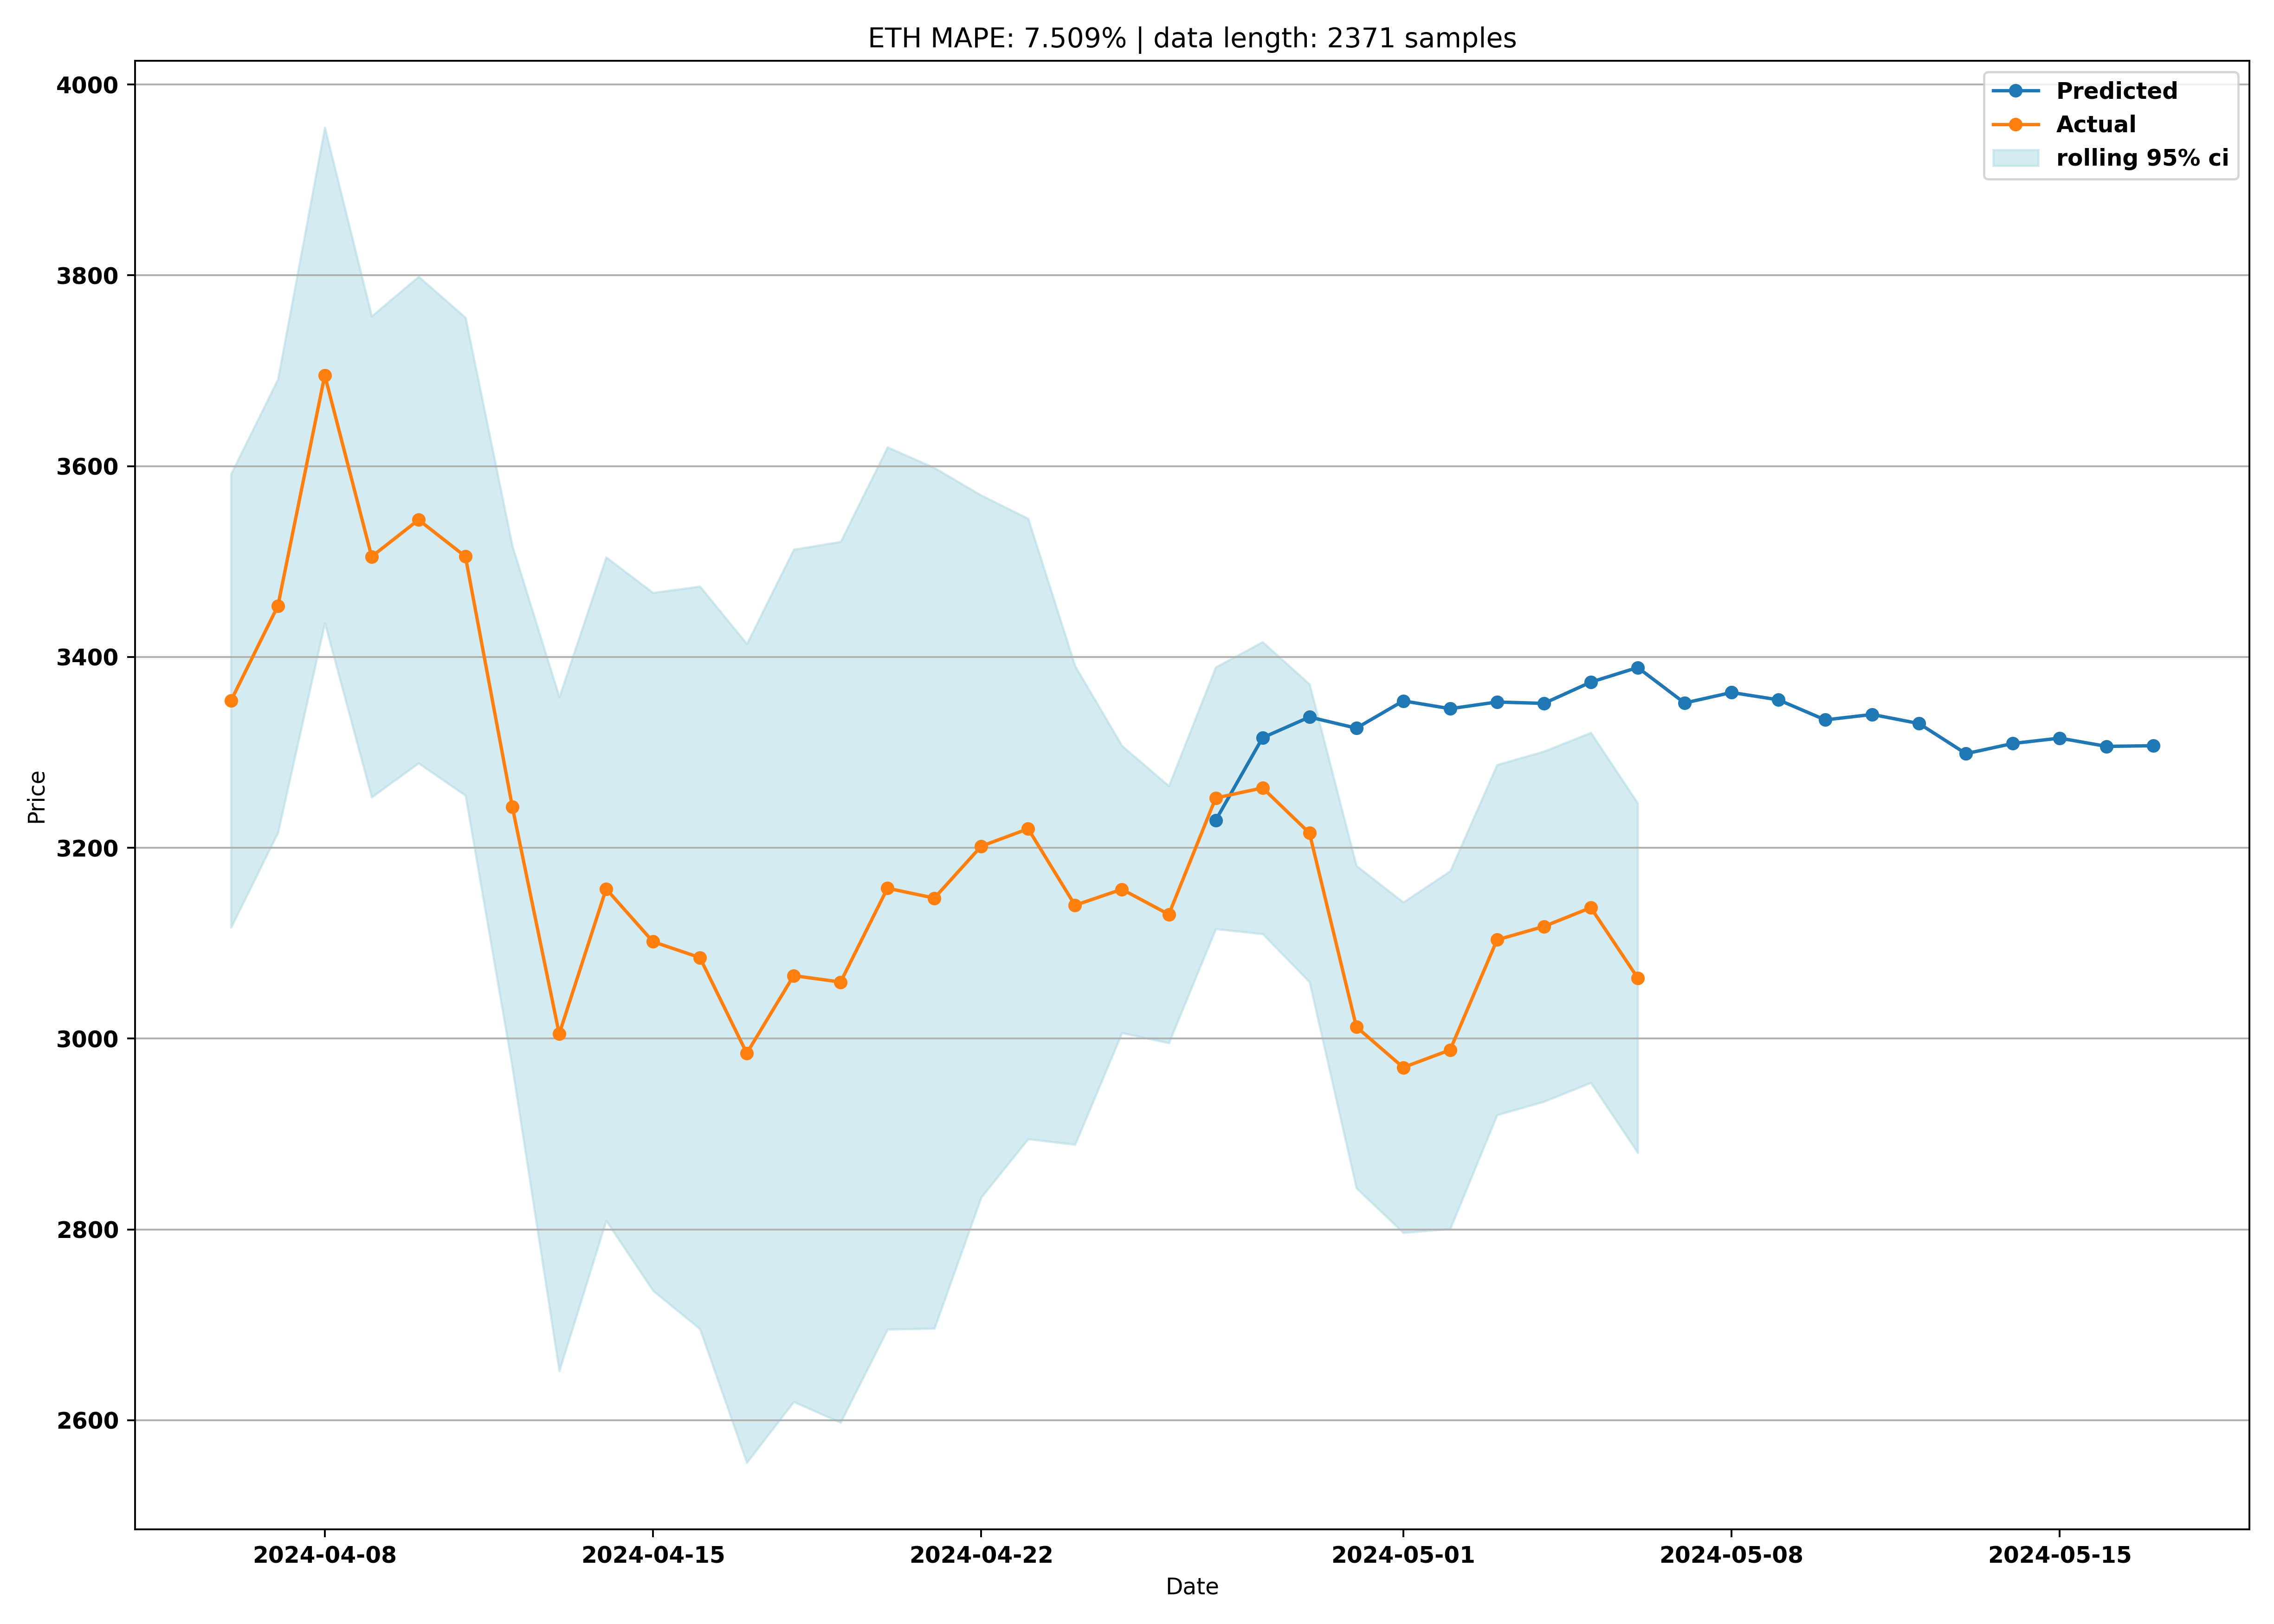 ETH MAPE: 7.509% | data length: 2371 samples
4000
3800
3600
3400
3200
3000
2800
2600
Price
Predicted
Actual
rolling 95% ci
2024-04-08
2024-04-15
2024-04-22
2024-05-01
2024-05-08
2024-05-15
Date